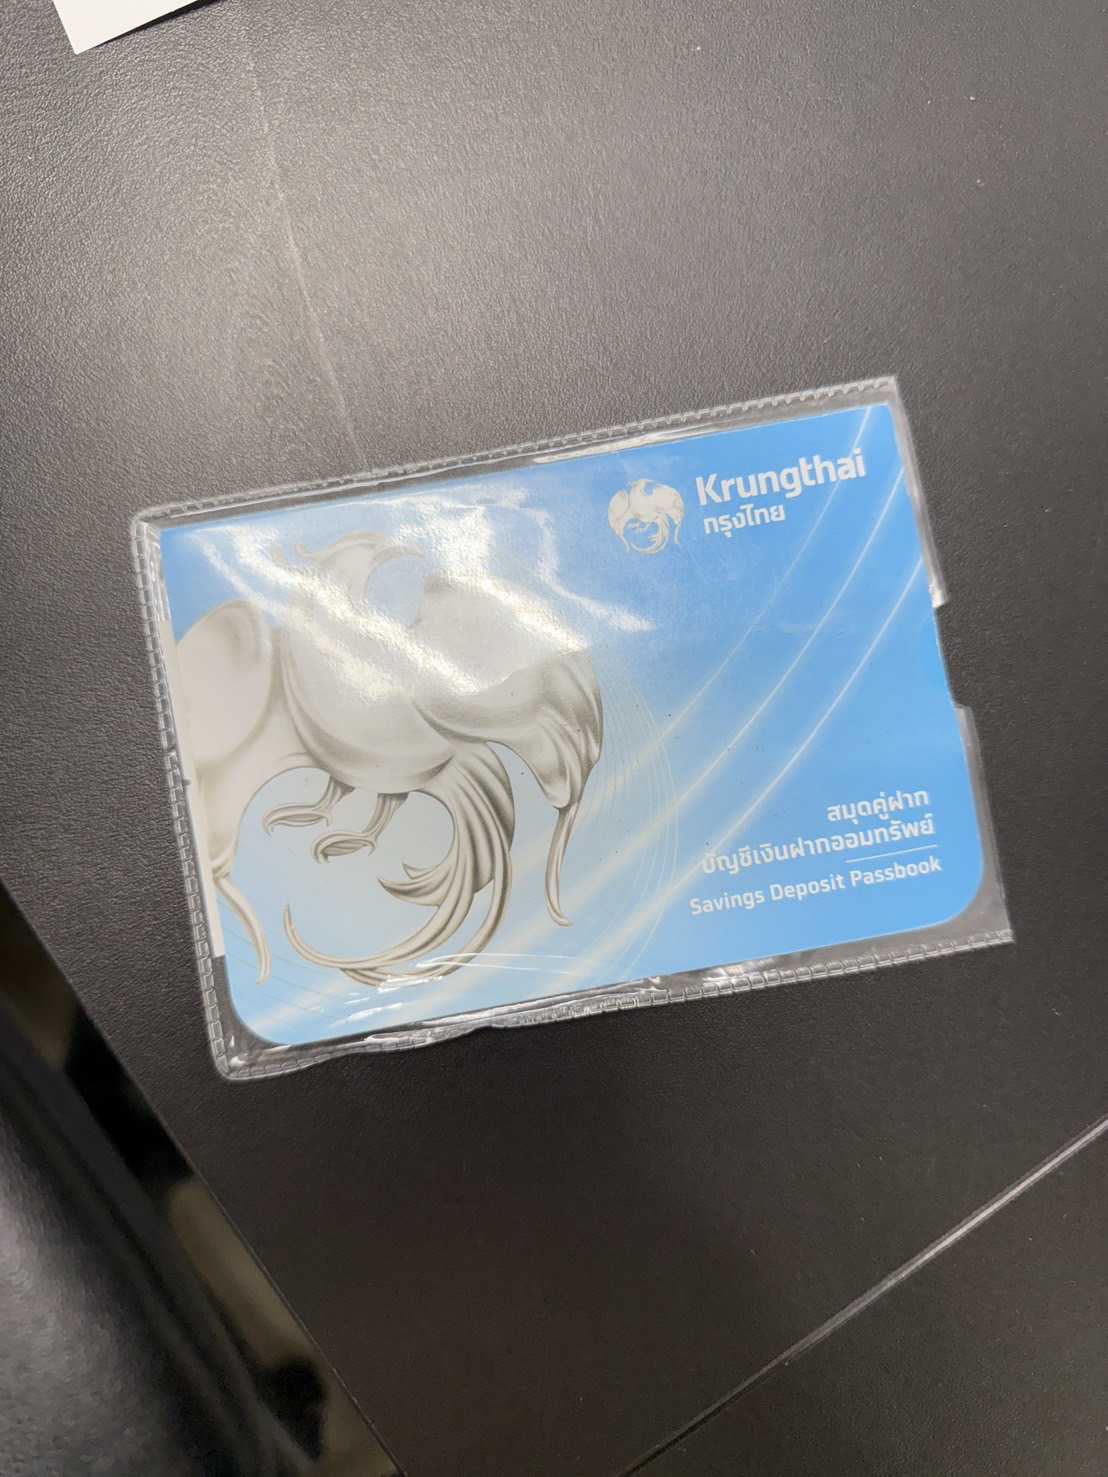 Krungthai
กรุงไทย
สมุดคู่ฝาก
บัญชีเงินฝากออมทรัพย์
Savings Deposit Passbook